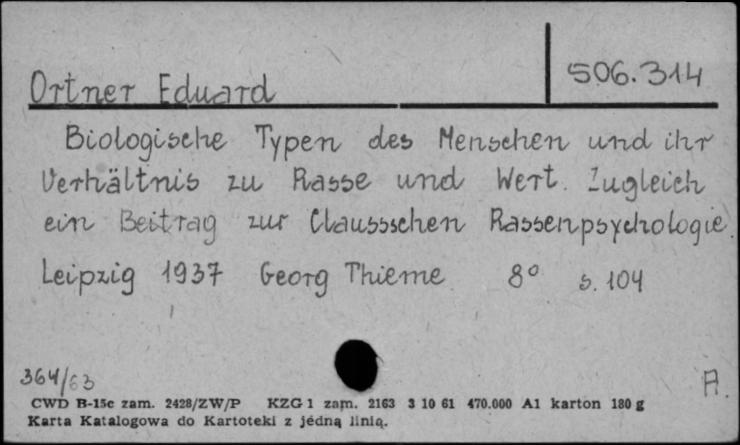 Ortner Eduard
506.314
Biologische Typen des Menschen und ihr
Verhältnis zu Rasse und Wert. Zugleich
ein Beitrag zur Claussschen Rassenpsychologie.
Leipzig 1937 Georg Thieme 8° s. 104
364/63
A.
CWD B-15c zam. 2428/ZW/P KZG 1 zam. 2163 3 10 61 470.000 A1 karton 180 g
Karta Katalogowa do Kartoteki z jedną linią.